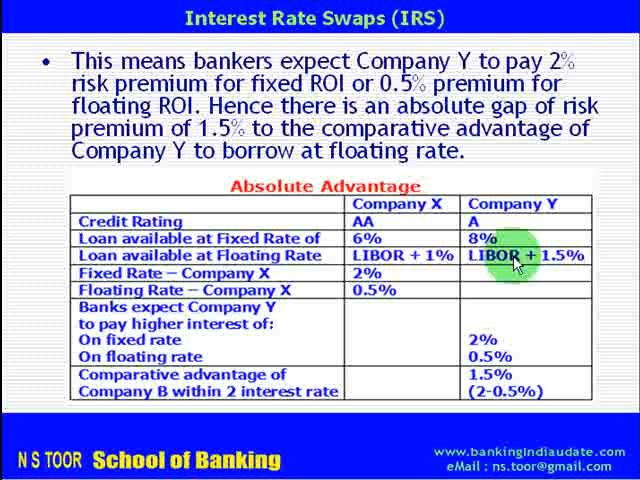 Interest Rate Swaps (IRS)
• This means bankers expect Company Y to pay 2%
risk premium for fixed ROI or 0.5% premium for
floating ROI. Hence there is an absolute gap of risk
premium of 1.5% to the comparative advantage of
Company Y to borrow at floating rate.
Absolute Advantage
Company X Company Y
Credit Rating AA A
Loan available at Fixed Rate of 6% 8%
Loan available at Floating Rate LIBOR + 1% LIBOR + 1.5%
Fixed Rate – Company X 2%
Floating Rate – Company X 0.5%
Banks expect Company Y
to pay higher interest of:
On fixed rate 2%
On floating rate 0.5%
Comparative advantage of 1.5%
Company B within 2 interest rate (2-0.5%)
N S TOOR School of Banking
www.bankingIndiaudate.com
eMail : ns.toor@gmail.com